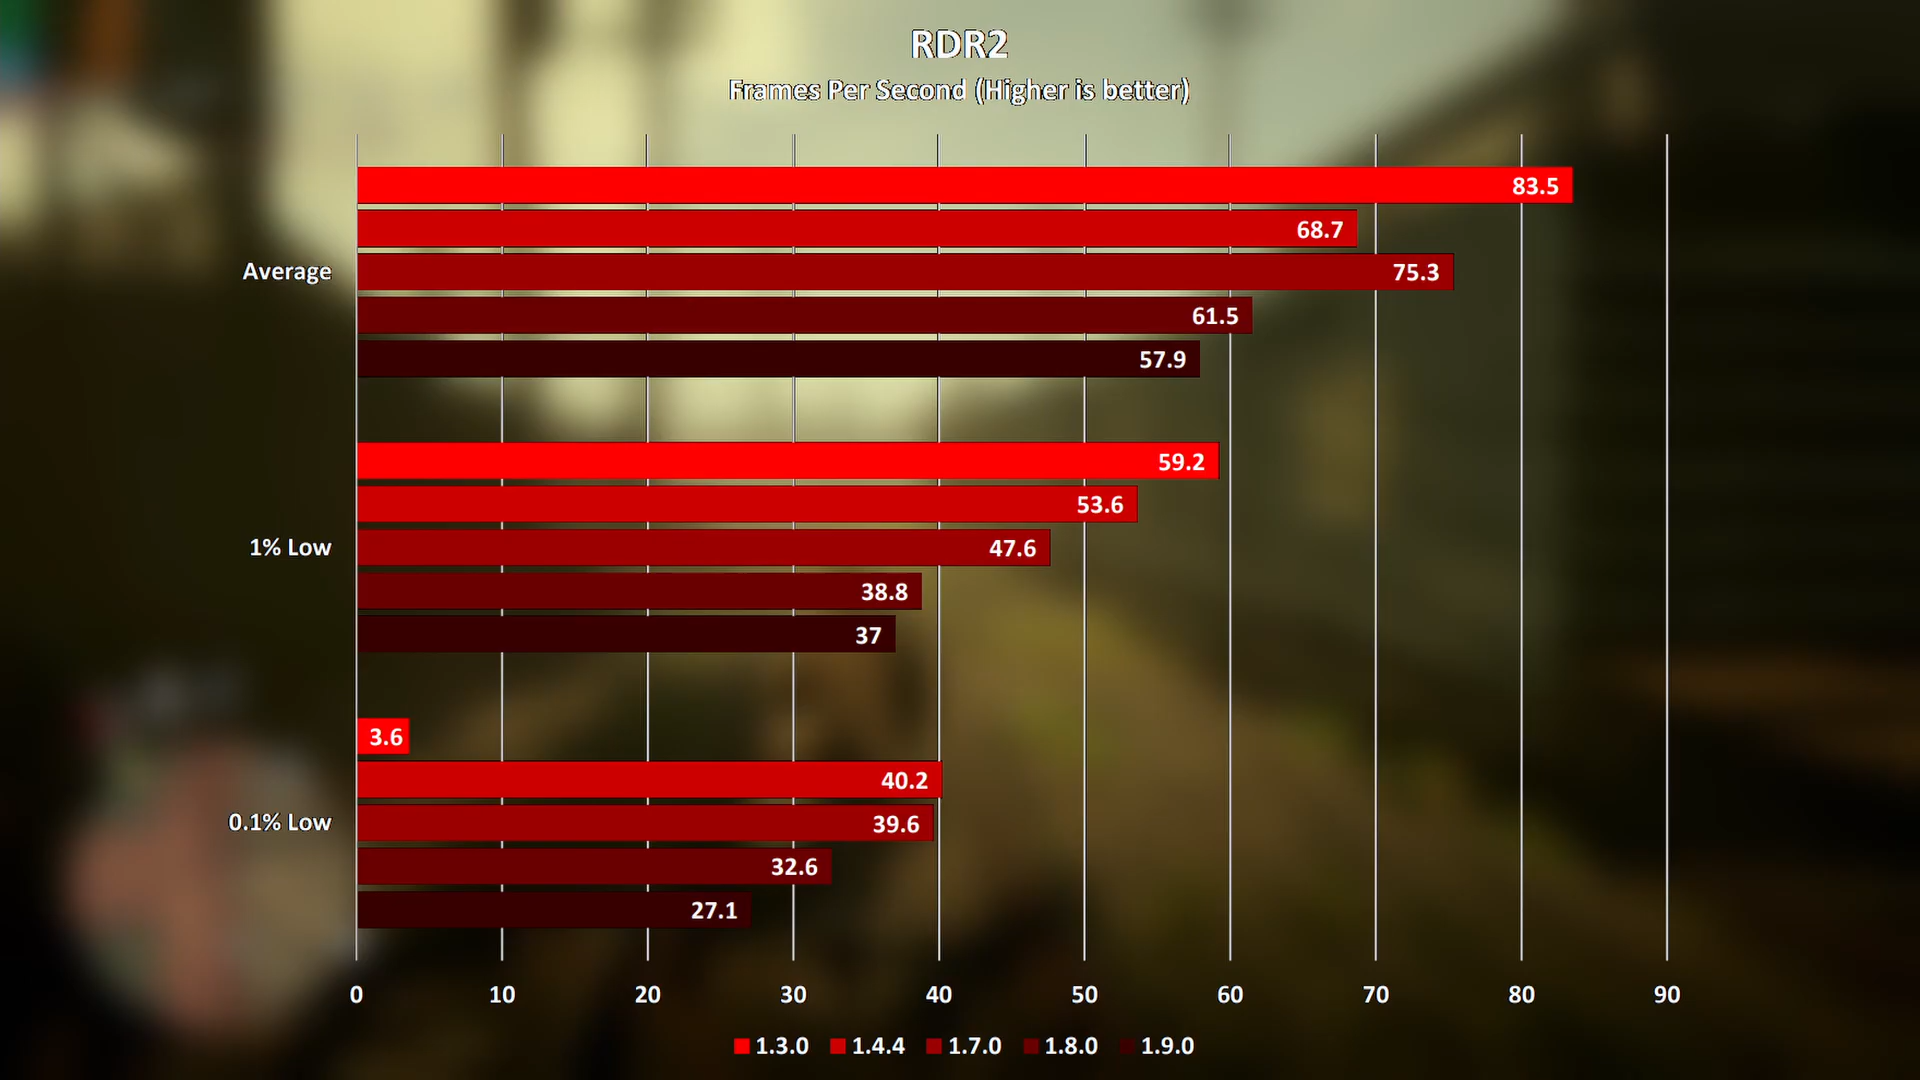 RDR2
Frames Per Second (Higher is better)
83.5
68.7
Average
75.3
61.5
57.9
59.2
53.6
1% Low
47.6
38.8
37
3.6
40.2
0.1% Low
39.6
32.6
27.1
0 10 20 30 40 50 60 70 80 90
1.3.0 1.4.4 1.7.0 1.8.0 1.9.0